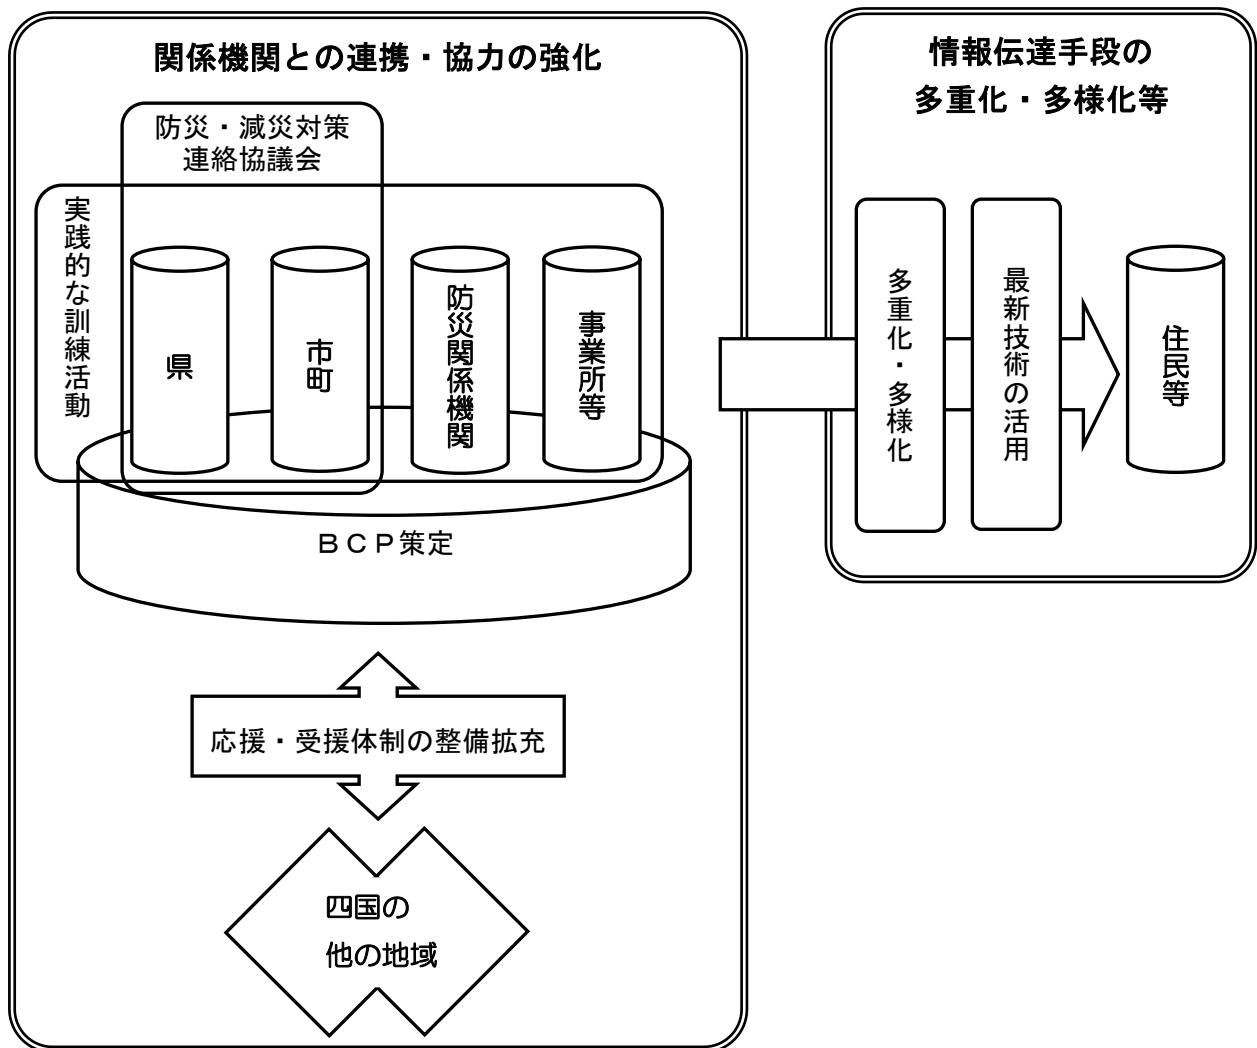 関係機関との連携・協力の強化
防災・減災対策
連絡協議会
実践的な訓練活動
県
市町
防災関係機関
事業所等
ＢＣＰ策定
応援・受援体制の整備拡充
四国の
他の地域
情報伝達手段の
多重化・多様化等
多重化・多様化
最新技術の活用
住民等